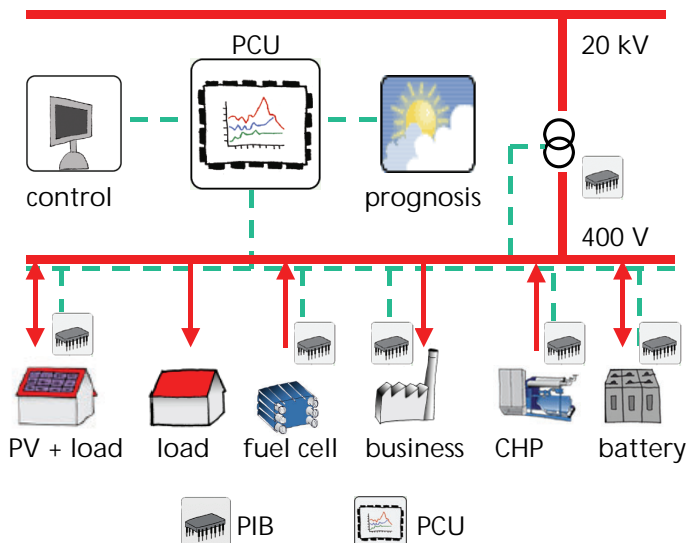 PCU
20 kV
control
prognosis
400 V
PV + load
load
fuel cell
business
CHP
battery
PIB
PCU